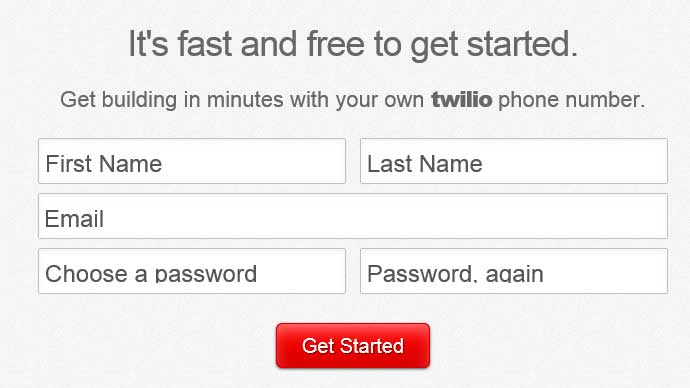 It's fast and free to get started.
Get building in minutes with your own twilio phone number.
First Name Last Name
Email
Choose a password Password, again
Get Started